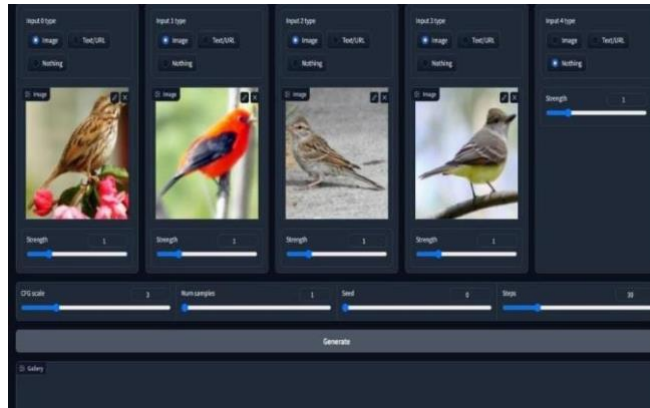 Input 0 type
Image
Text/URL
Nothing
Image
Strength
1
Input 1 type
Image
Text/URL
Nothing
Image
Strength
1
Input 2 type
Image
Text/URL
Nothing
Image
Strength
1
Input 3 type
Image
Text/URL
Nothing
Image
Strength
1
Input 4 type
Image
Text/URL
Nothing
Strength
1
CFG scale
3
Num samples
1
Seed
0
Steps
30
Generate
Gallery